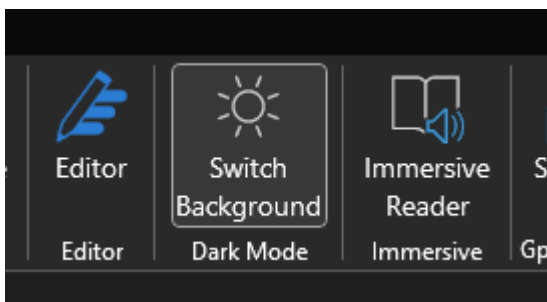 Editor
Switch
Background
Immersive
Reader
Editor
Dark Mode
Immersive